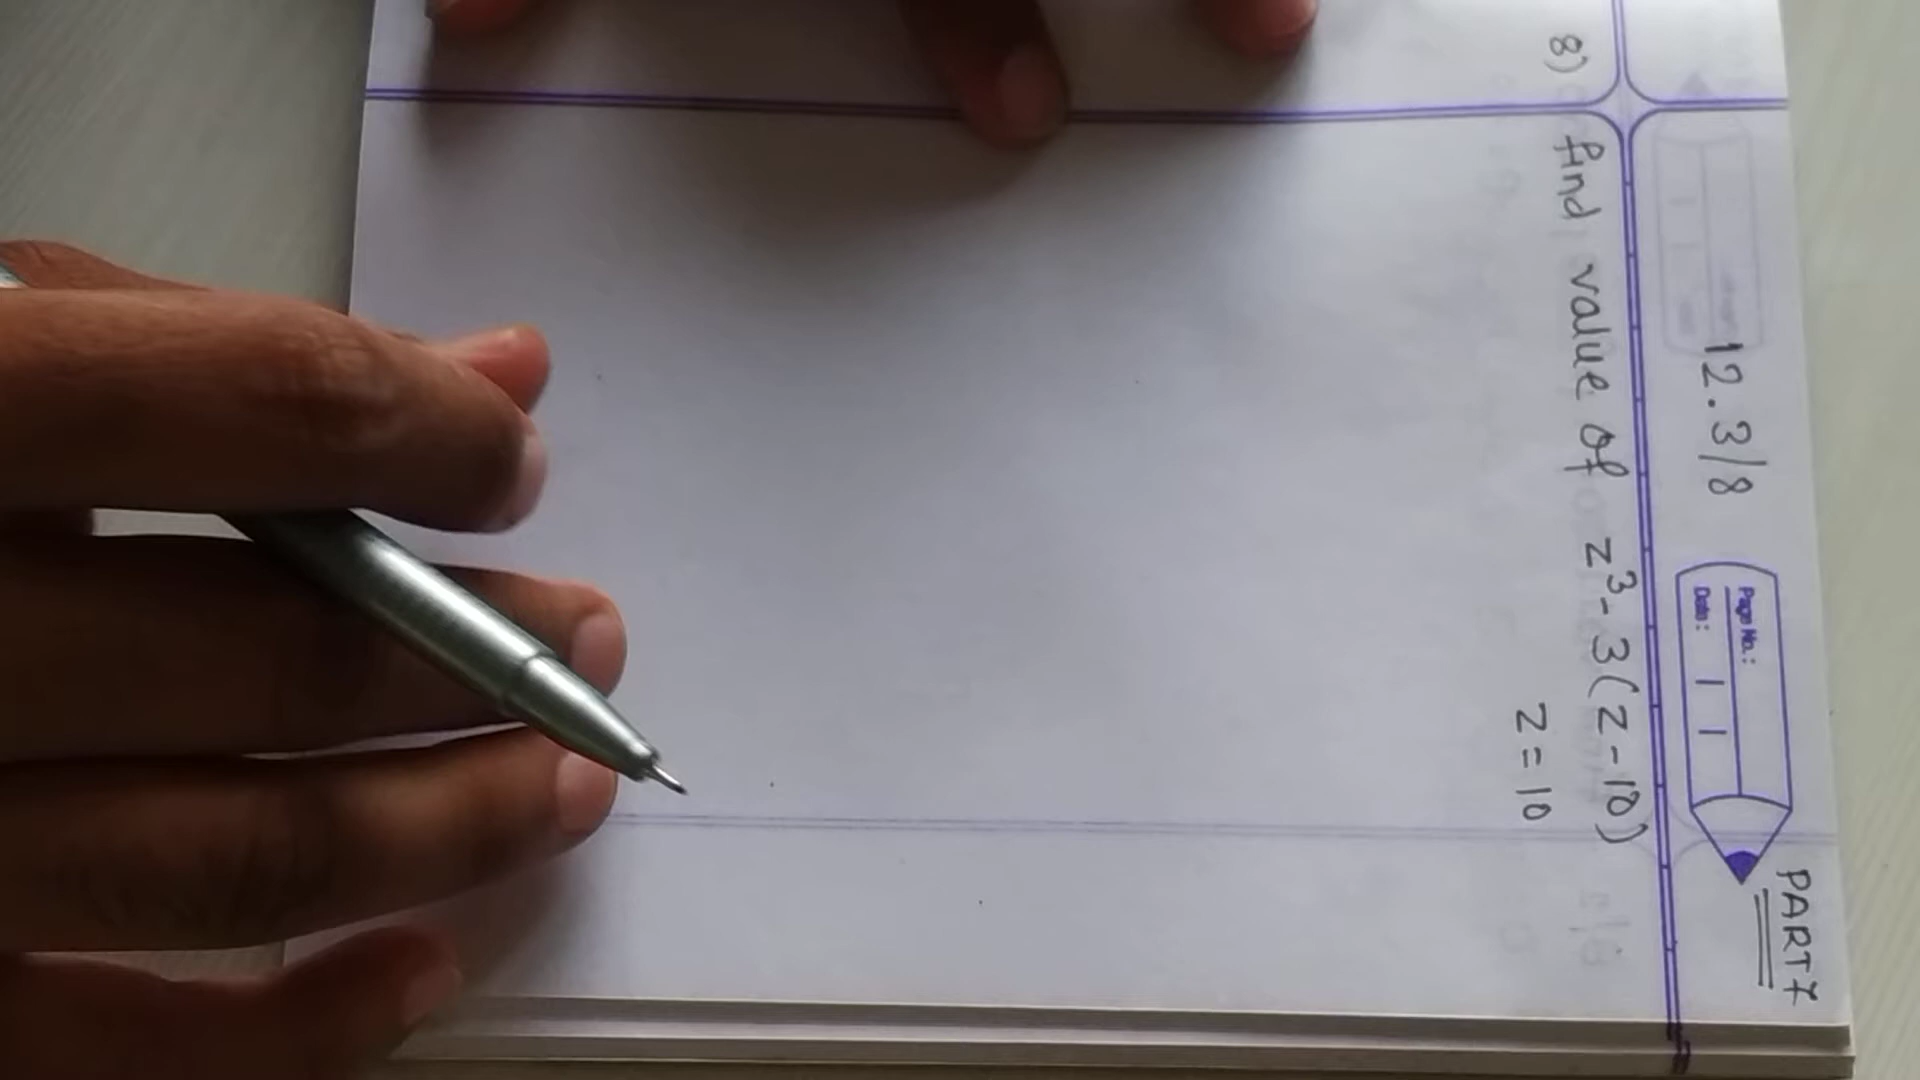 12.3/8
Page No.:
Date:
PART 7
8) find value of z³-3(z-10)
z=10